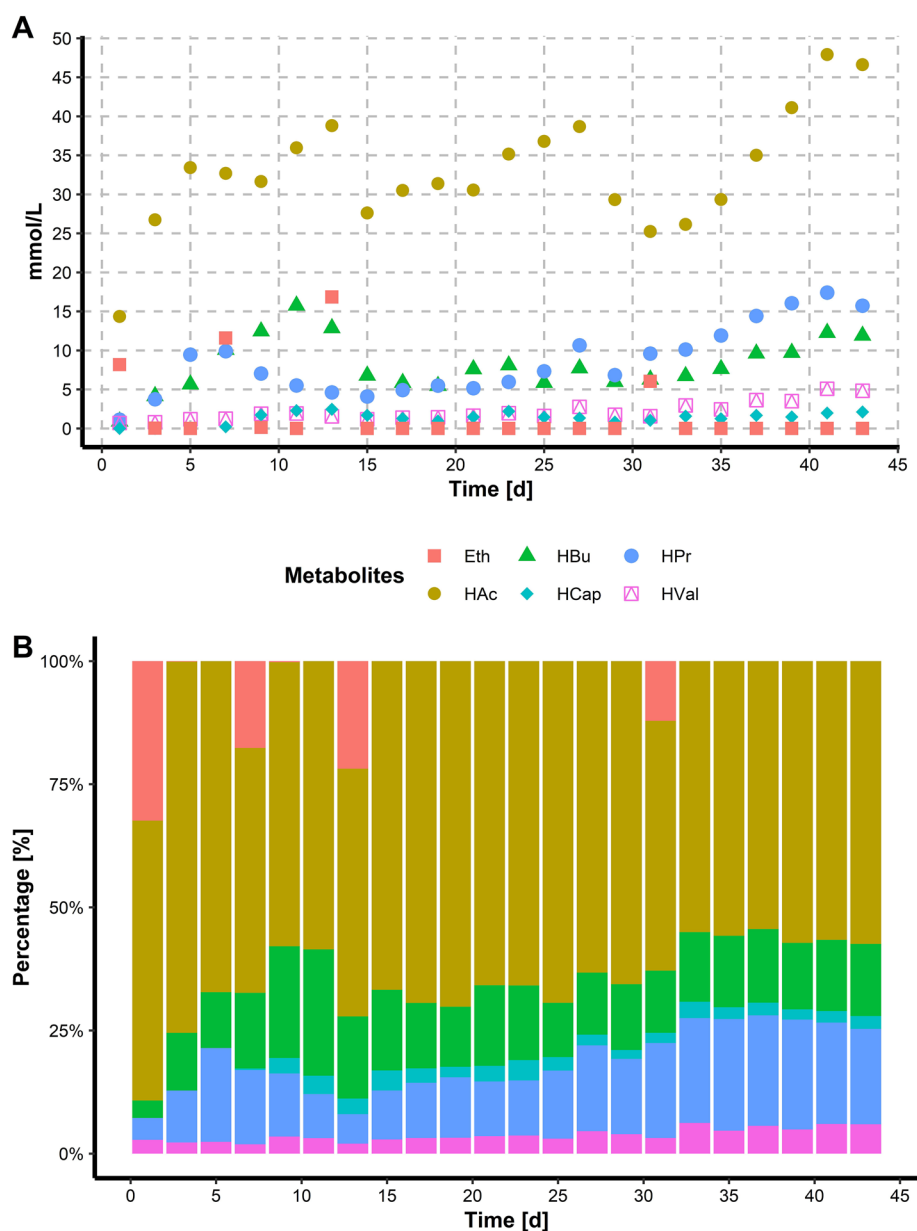 A
50
45
40
35
30
25
20
15
10
5
0
mmol/L
0 5 10 15 20 25 30 35 40 45
Time [d]
Metabolites
Eth HBu HPr
HAc HCap HVal
B
100%
75%
50%
25%
0%
Percentage [%]
0 5 10 15 20 25 30 35 40 45
Time [d]